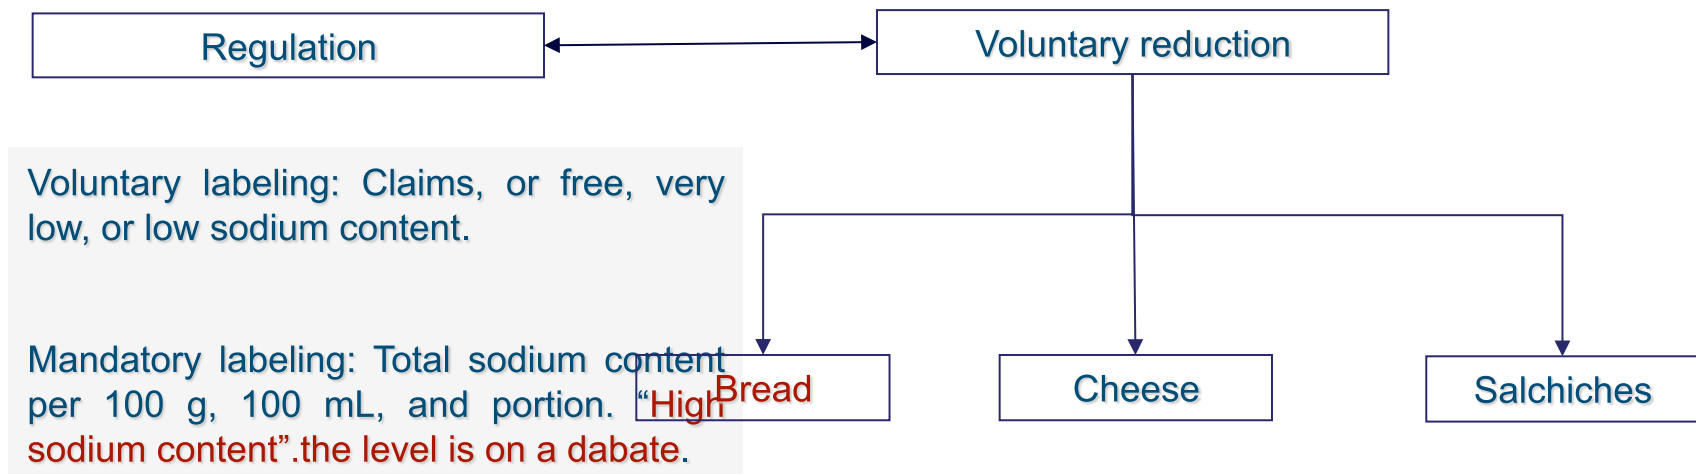 Regulation
Voluntary reduction
Voluntary labeling: Claims, or free, very
low, or low sodium content.
Mandatory labeling: Total sodium content
per 100 g, 100 mL, and portion. “High
sodium content”.the level is on a dabate.
Bread
Cheese
Salchiches